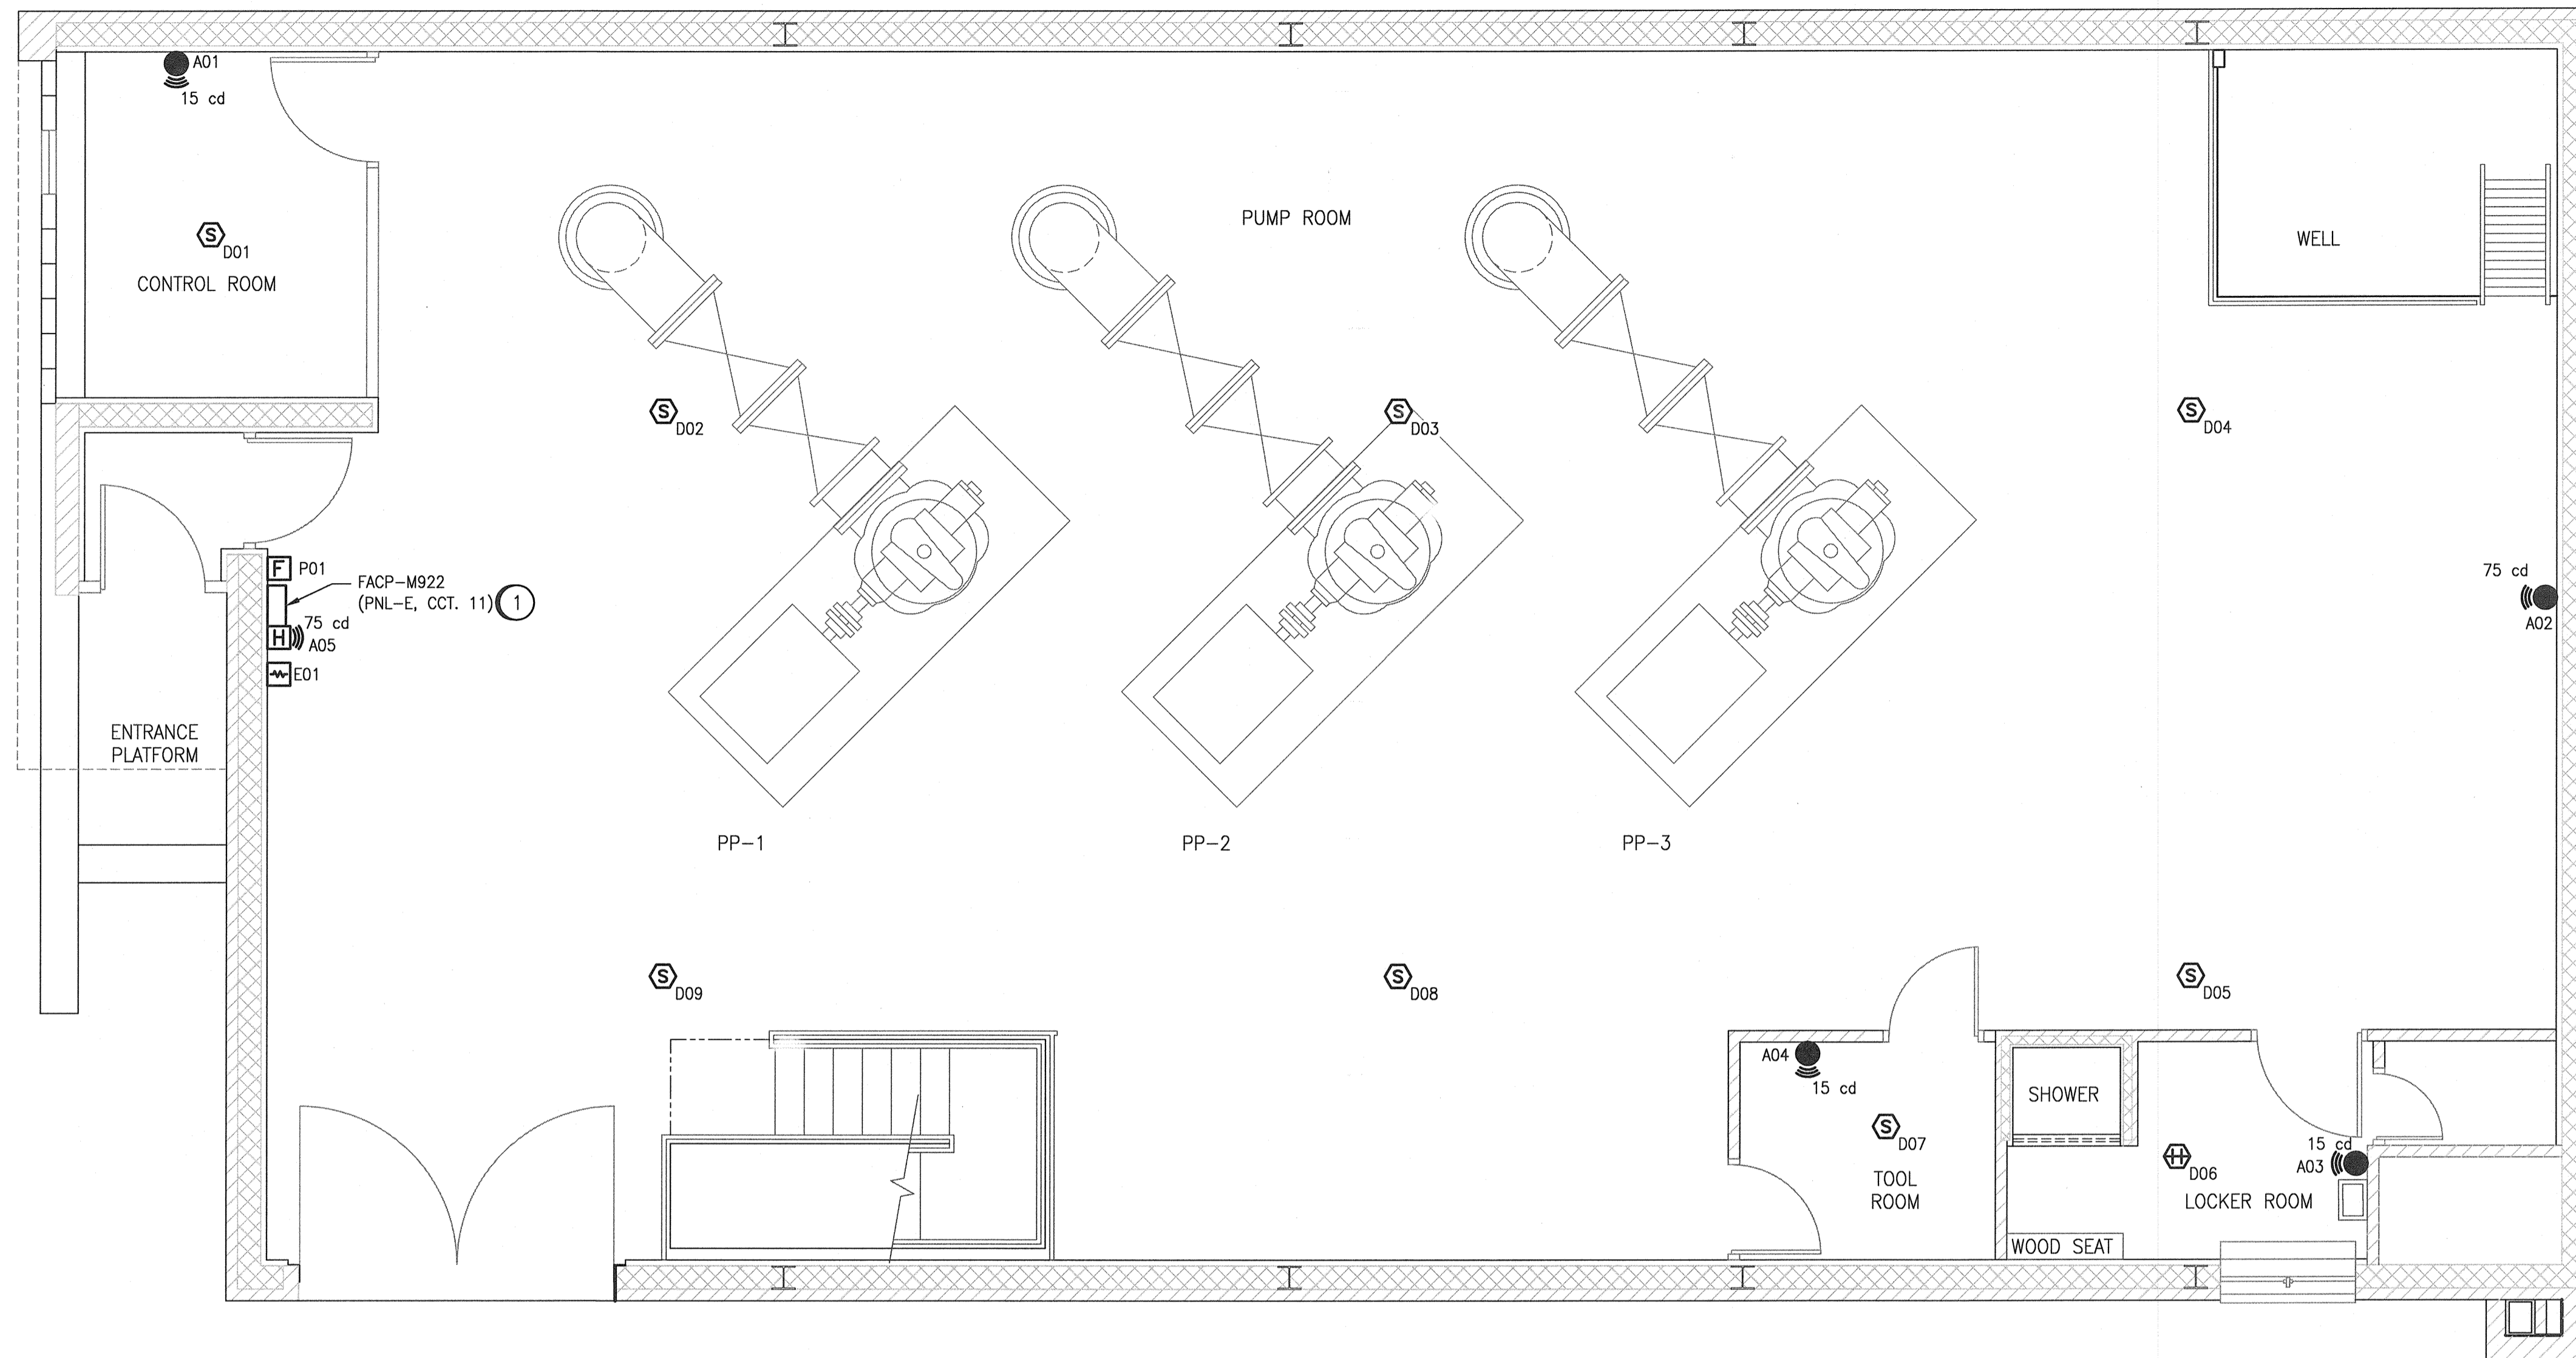 A01
15 cd
S
D01
CONTROL ROOM
PUMP ROOM
WELL
S
D02
S
D03
S
D04
F P01
FACP-M922
(PNL-E, CCT. 11) 1
75 cd
H
A05
E01
75 cd
A02
ENTRANCE
PLATFORM
PP-1
PP-2
PP-3
S
D09
S
D08
S
D05
A04
15 cd
S
D07
TOOL
ROOM
SHOWER
15 cd
A03
H
D06
LOCKER ROOM
WOOD SEAT